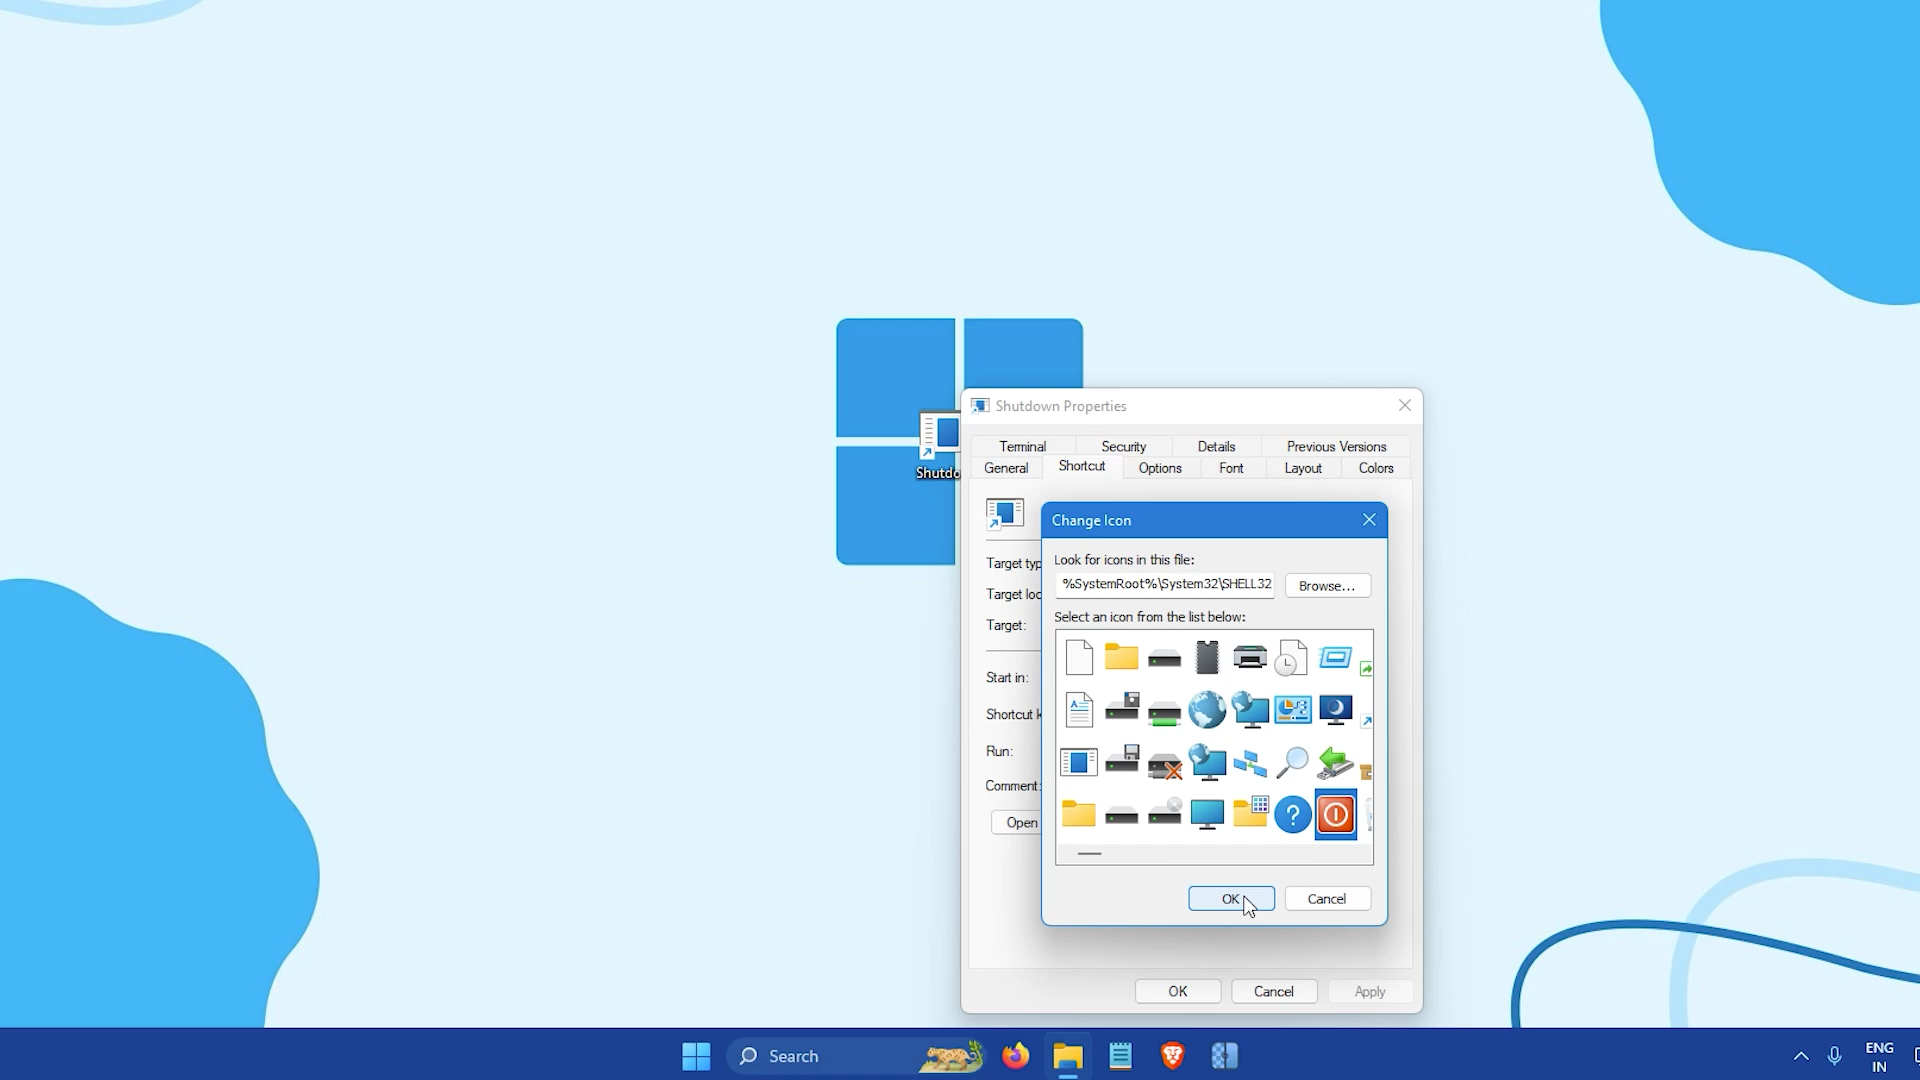 Shutdo
Shutdown Properties
Terminal Security Details Previous Versions
General Shortcut Options Font Layout Colors
Change Icon
Look for icons in this file:
%SystemRoot%\System32\SHELL32
Browse...
Select an icon from the list below:
Target typ
Target loc
Target:
Start in:
Shortcut k
Run:
Comment:
Open
OK Cancel
OK Cancel Apply
Search
ENG
IN